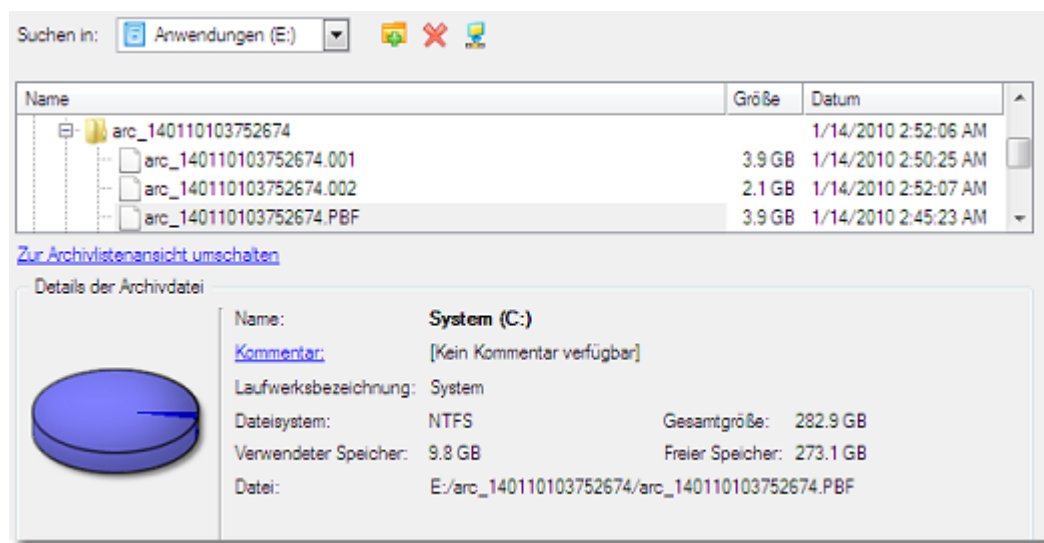 Suchen in: Anwendungen (E:)
Name Größe Datum
arc_140110103752674 1/14/2010 2:52:06 AM
arc_140110103752674.001 3.9 GB 1/14/2010 2:50:25 AM
arc_140110103752674.002 2.1 GB 1/14/2010 2:52:07 AM
arc_140110103752674.PBF 3.9 GB 1/14/2010 2:45:23 AM
Zur Archivlistenansicht umschalten
Details der Archivdatei
Name: System (C:)
Kommentar: [Kein Kommentar verfügbar]
Laufwerksbezeichnung: System
Dateisystem: NTFS Gesamtgröße: 282.9 GB
Verwendeter Speicher: 9.8 GB Freier Speicher: 273.1 GB
Datei: E:/arc_140110103752674/arc_140110103752674.PBF